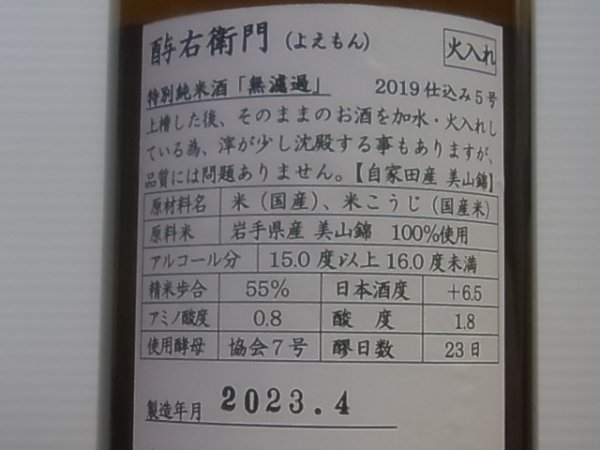 酉与右衛門（よえもん） 火入れ
特別純米酒「無濾過」 2019仕込み5号
上槽した後、そのままのお酒を加水・火入れし
ている為、滓が少し沈殿する事もありますが、
品質には問題ありません。【自家田産 美山錦】
原材料名 米（国産）、米こうじ（国産米）
原料米 岩手県産 美山錦 100%使用
アルコール分 15.0度以上16.0度未満
精米歩合 55% 日本酒度 +6.5
アミノ酸度 0.8 酸 度 1.8
使用酵母 協会7号 醪日数 23日
製造年月 2023.4